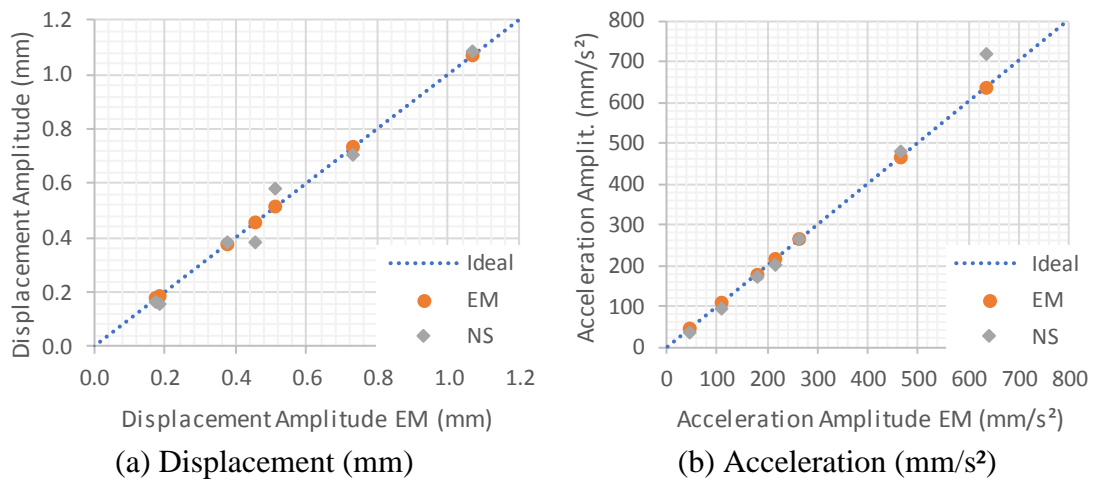 Displacement Amplitude (mm)
1.2
1.0
0.8
0.6
0.4
0.2
0.0
0.0 0.2 0.4 0.6 0.8 1.0 1.2
Ideal
EM
NS
Displacement Amplitude EM (mm)
(a) Displacement (mm)
Acceleration Amplit. (mm/s²)
800
700
600
500
400
300
200
100
0
0 100 200 300 400 500 600 700 800
Ideal
EM
NS
Acceleration Amplitude EM (mm/s²)
(b) Acceleration (mm/s²)